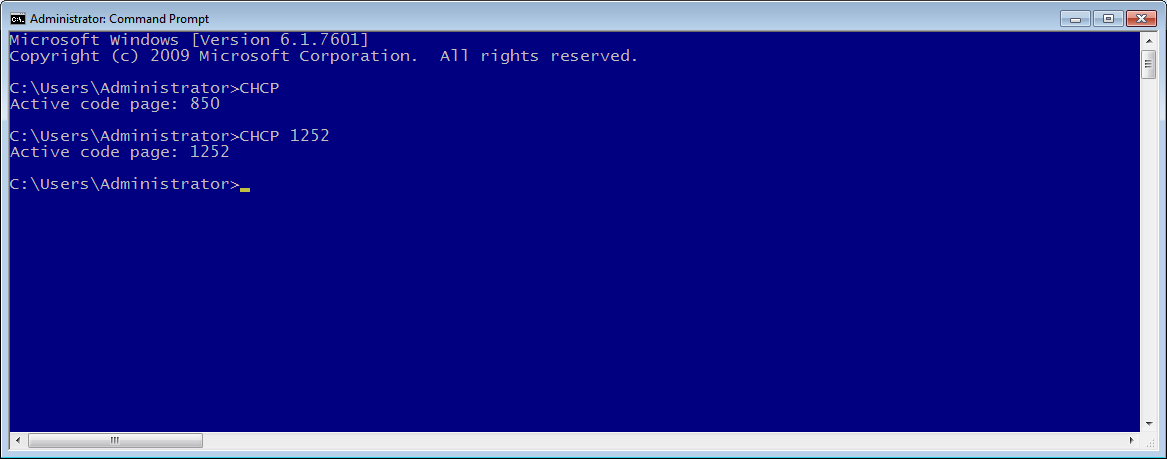 Administrator: Command Prompt
Microsoft Windows [Version 6.1.7601]
Copyright (c) 2009 Microsoft Corporation.  All rights reserved.
C:\Users\Administrator>CHCP
Active code page: 850
C:\Users\Administrator>CHCP 1252
Active code page: 1252
C:\Users\Administrator>